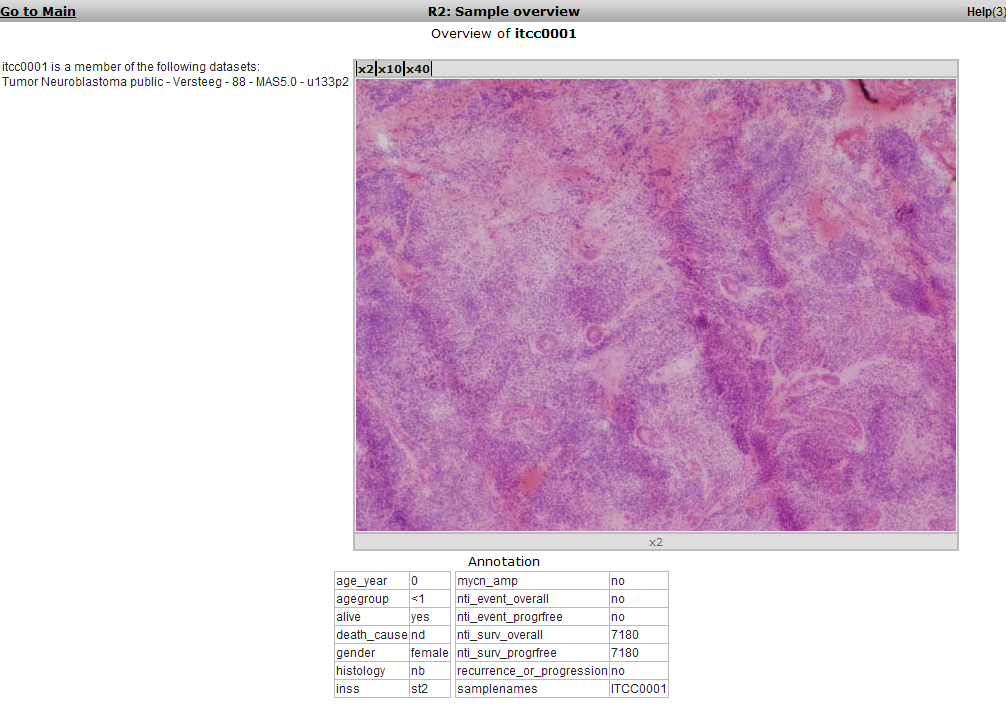 Go to Main
R2: Sample overview
Help(3)
Overview of itcc0001
itcc0001 is a member of the following datasets:
Tumor Neuroblastoma public - Versteeg - 88 - MAS5.0 - u133p2
|x2|x10|x40|
x2
Annotation
age_year 0 mycn_amp no
agegroup <1 nti_event_overall no
alive yes nti_event_progrfree no
death_cause nd nti_surv_overall 7180
gender female nti_surv_progrfree 7180
histology nb recurrence_or_progression no
inss st2 samplenames ITCC0001